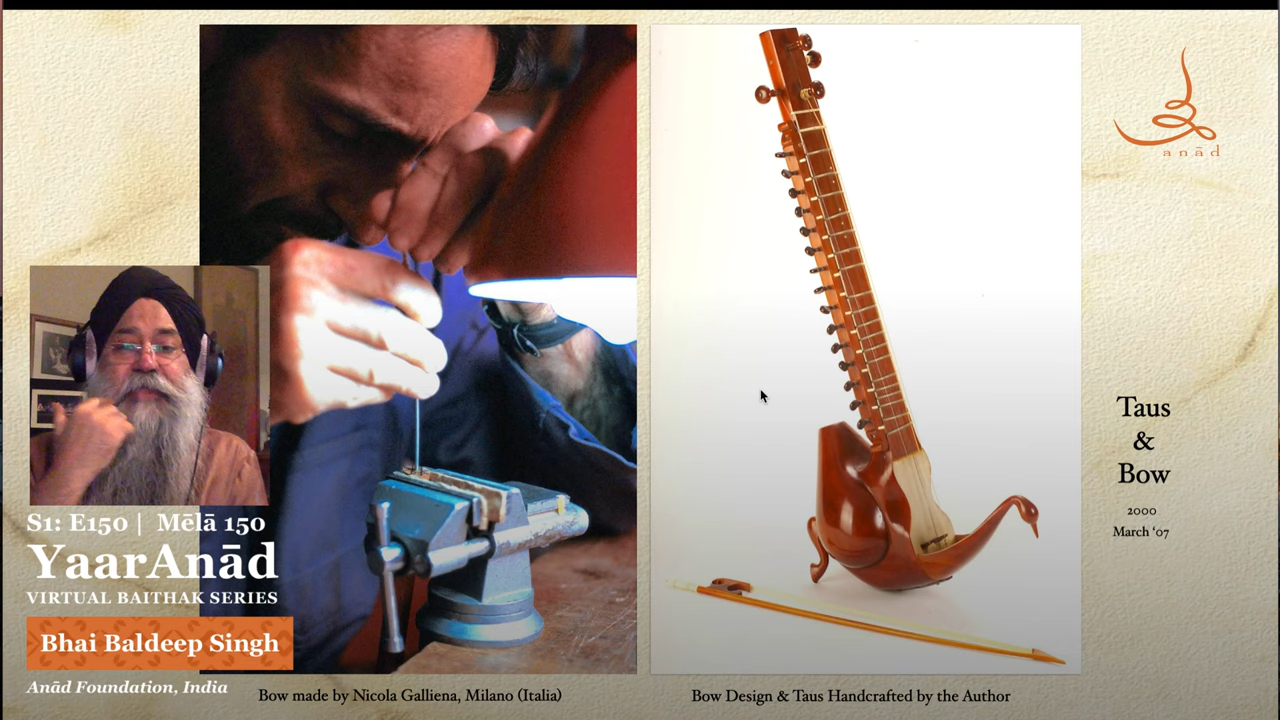 anād
Taus
&
Bow
2000
March ‘07
S1: E150 | Mēlā 150
YaarAnād
VIRTUAL BAITHAK SERIES
Bhai Baldeep Singh
Anād Foundation, India
Bow made by Nicola Galliena, Milano (Italia)
Bow Design & Taus Handcrafted by the Author